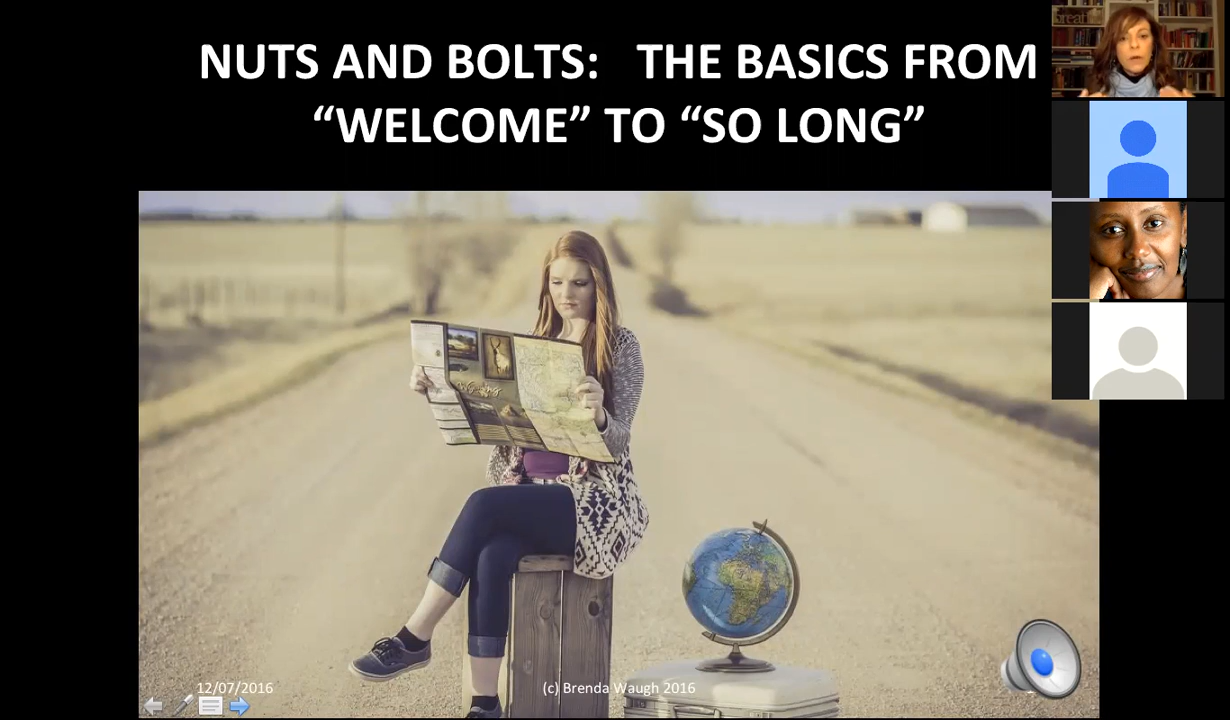 NUTS AND BOLTS: THE BASICS FROM
“WELCOME” TO “SO LONG”
12/07/2016
(c) Brenda Waugh 2016